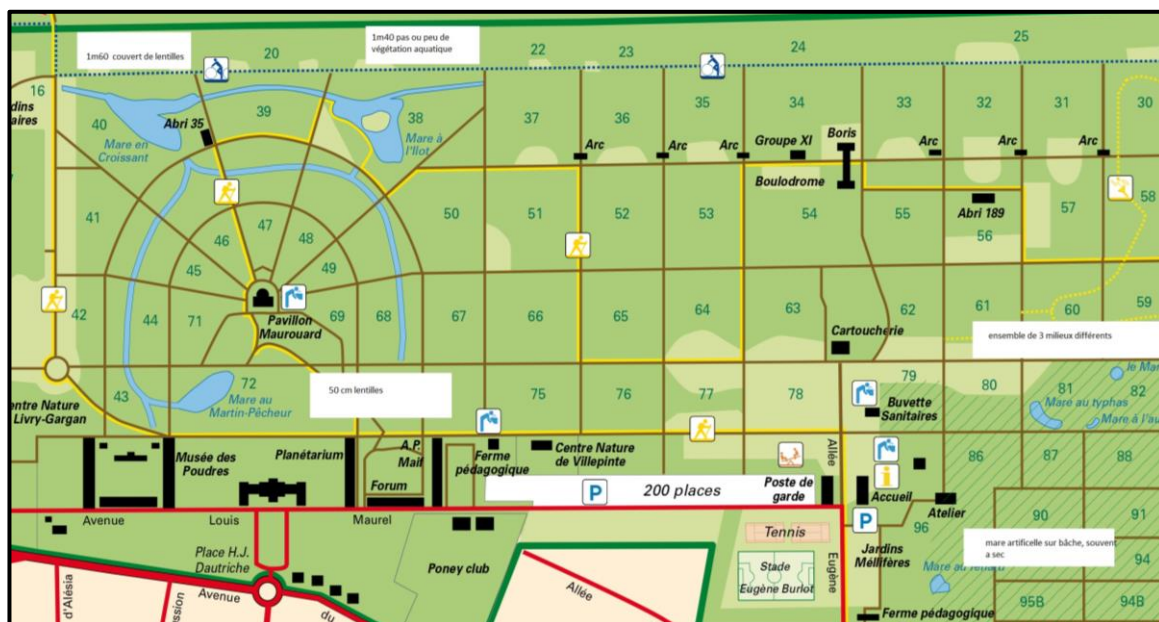 1m60 couvert de lentilles
20
1m40 pas ou peu de
végétation aquatique
22
23
24
25
16
aires
40
39
Abri 35
Mare en
Croissant
38
Mare à
l'Ilot
37
36
35
34
33
32
31
30
Arc
Arc
Arc
Groupe XI
Boris
Arc
Arc
Arc
Boulodrome
Abri 189
41
47
46
48
45
49
50
51
52
53
54
55
56
57
58
42
44
71
Pavillon
Maurouard
69
68
67
66
65
64
63
62
61
60
59
Cartoucherie
ensemble de 3 milieux différents
43
72
Mare au
Martin-Pêcheur
50 cm lentilles
75
76
77
78
79
80
81
82
le Mar
Mare au typhas
Mare à l'au
Buvette
Sanitaires
entre Nature
Livry-Gargan
Musée des
Poudres
Planétarium
A.P.
Maif
Forum
Ferme
pédagogique
Centre Nature
de Villepinte
P
200 places
Poste de
garde
Allée
Accueil
i
Atelier
86
87
88
90
91
96
P
Avenue
Louis
Maurel
Place H.J.
Dautriche
Avenue
du
d'Alésia
ssion
Poney club
Allée
Tennis
Stade
Eugène Burlot
Eugène
Jardins
Méllifères
mare artificelle sur bâche, souvent
a sec
94
Mare au
95B
94B
Ferme pédagogique